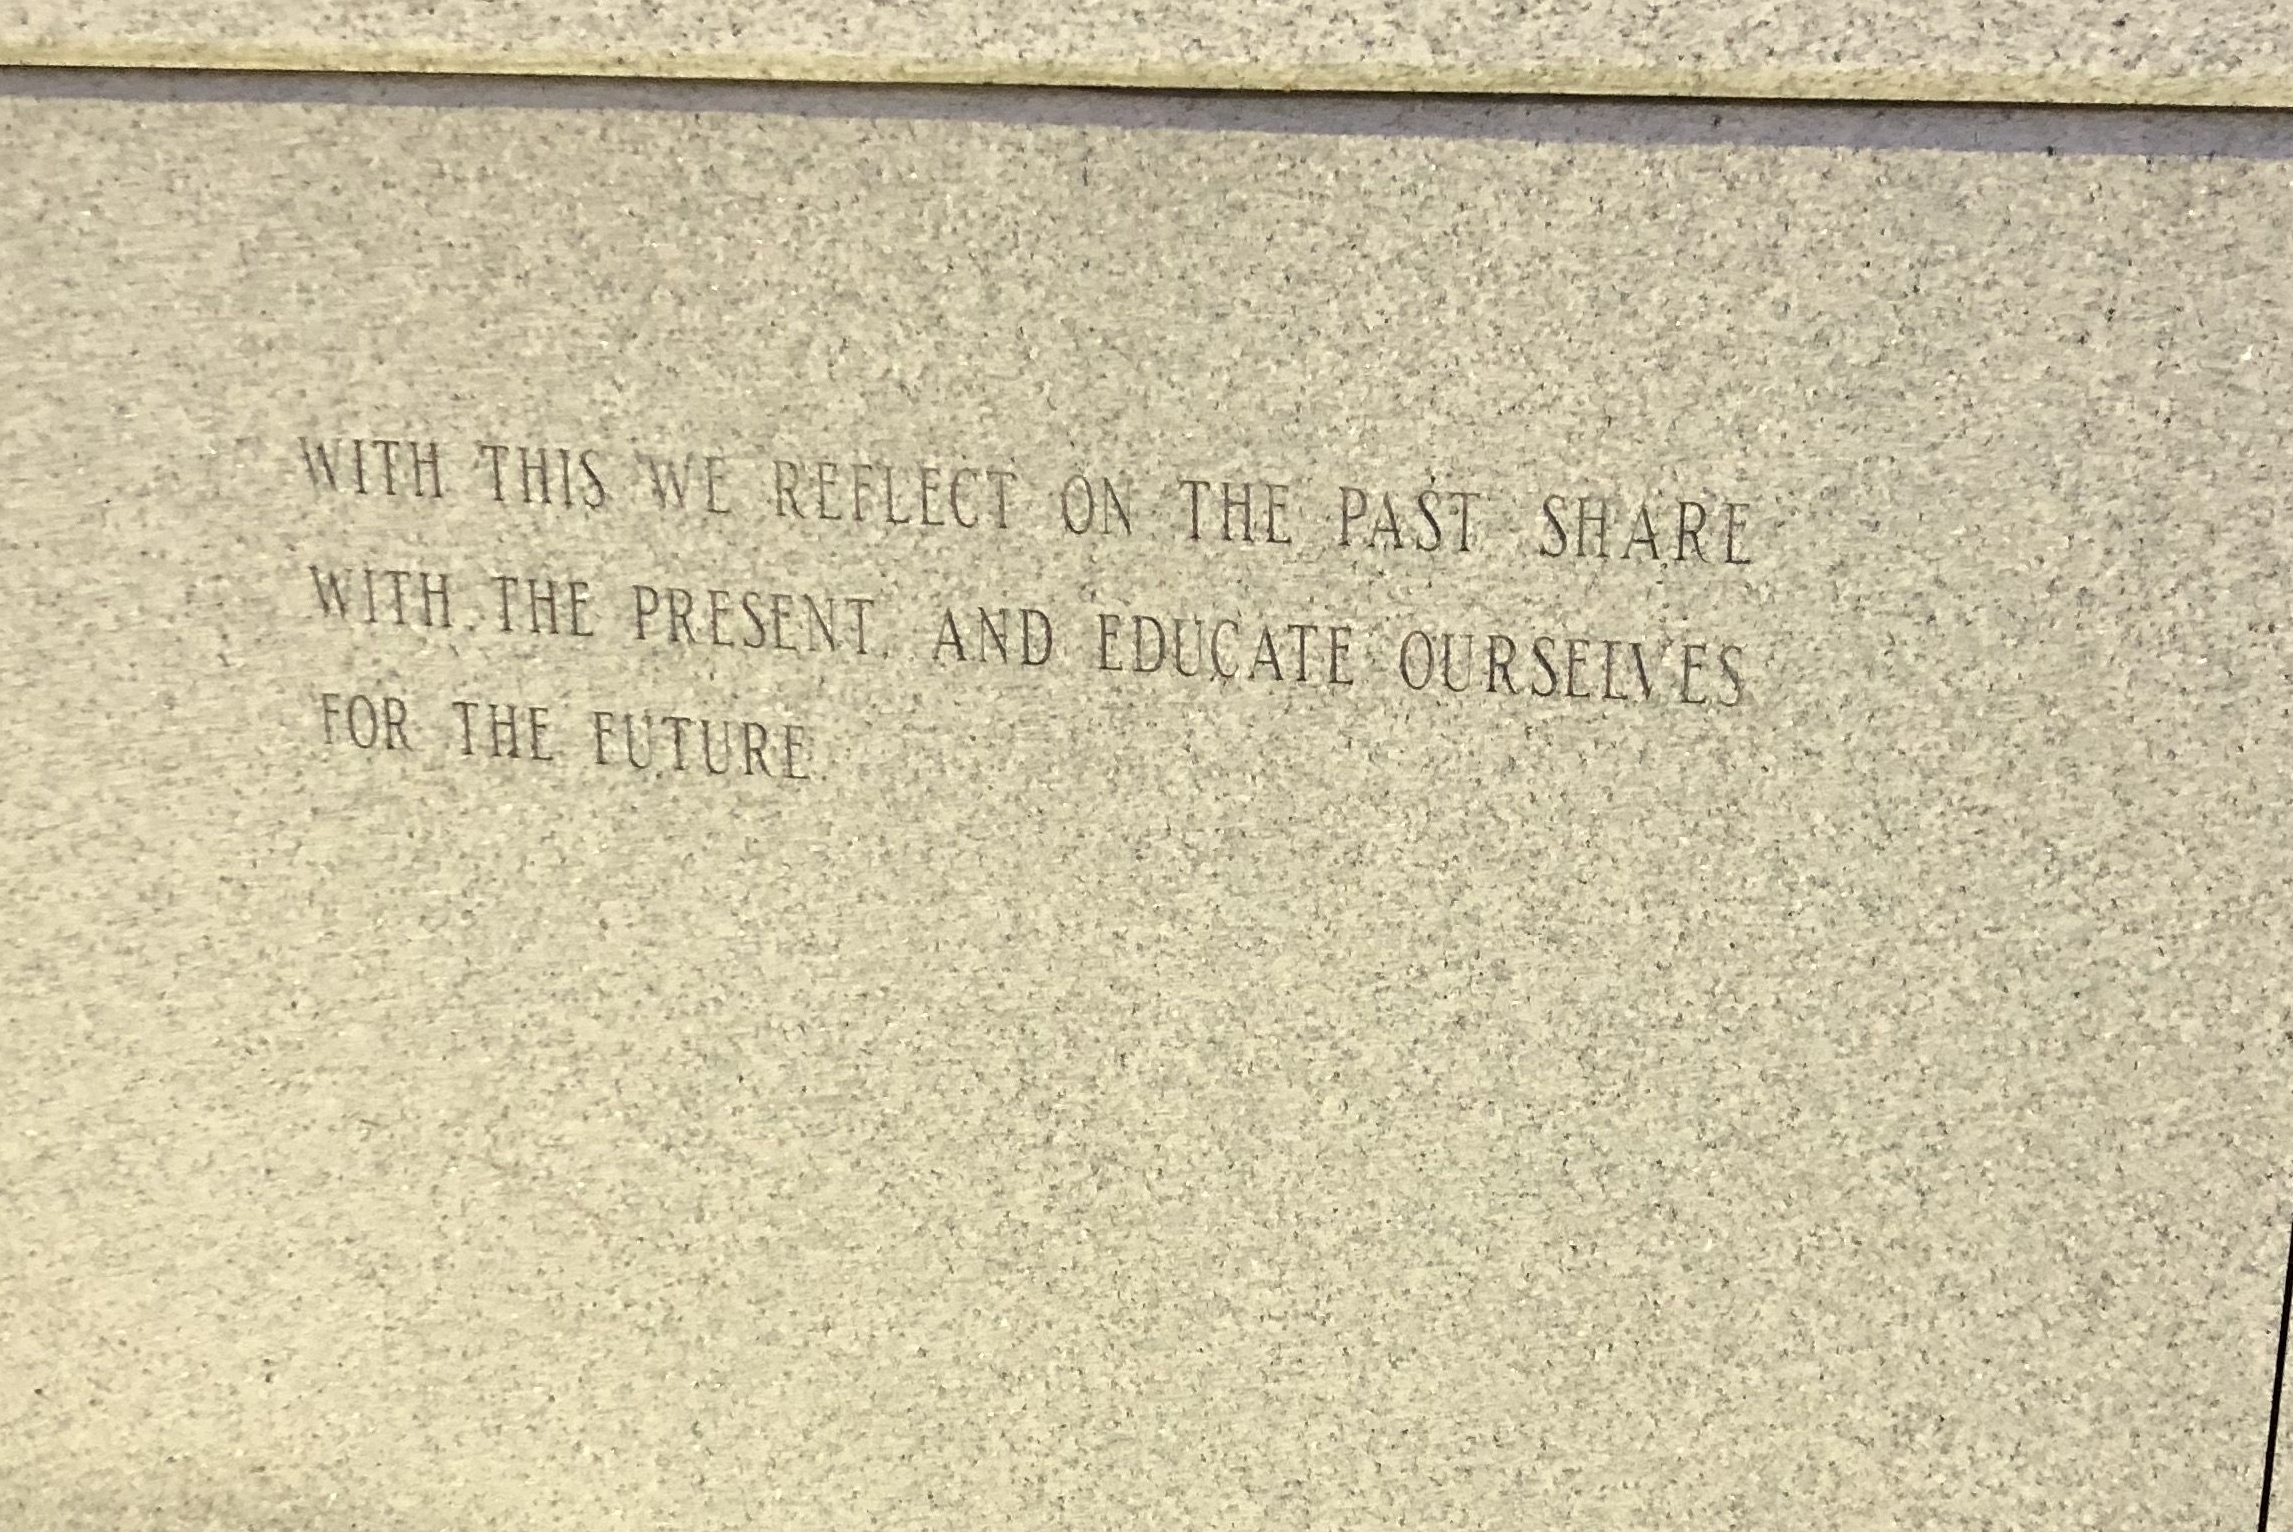 WITH THIS WE REFLECT ON THE PAST SHARE
WITH THE PRESENT, AND EDUCATE OURSELVES
FOR THE FUTURE.